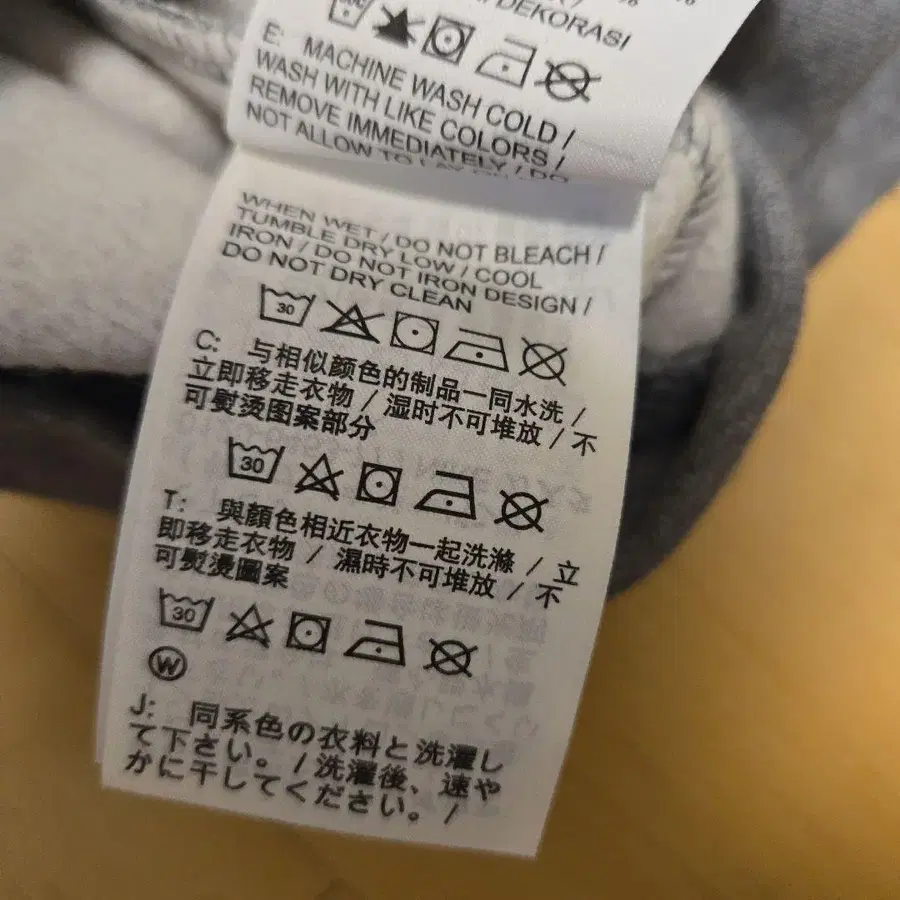 DEKORASI
E: MACHINE WASH COLD /
WASH WITH LIKE COLORS /
REMOVE IMMEDIATELY / DO
NOT ALLOW TO LAY
WHEN WET / DO NOT BLEACH /
TUMBLE DRY LOW / COOL
IRON / DO NOT IRON DESIGN /
DO NOT DRY CLEAN
30
C: 与相似颜色的制品一同水洗 /
立即移走衣物 / 湿时不可堆放 / 不
可熨烫图案部分
30
T: 與顏色相近衣物一起洗滌 / 立
即移走衣物 / 濕時不可堆放 / 不
可熨燙圖案
30
W
J: 同系色の衣料と洗濯し
て下さい。 / 洗濯後、速や
かに干してください。 /